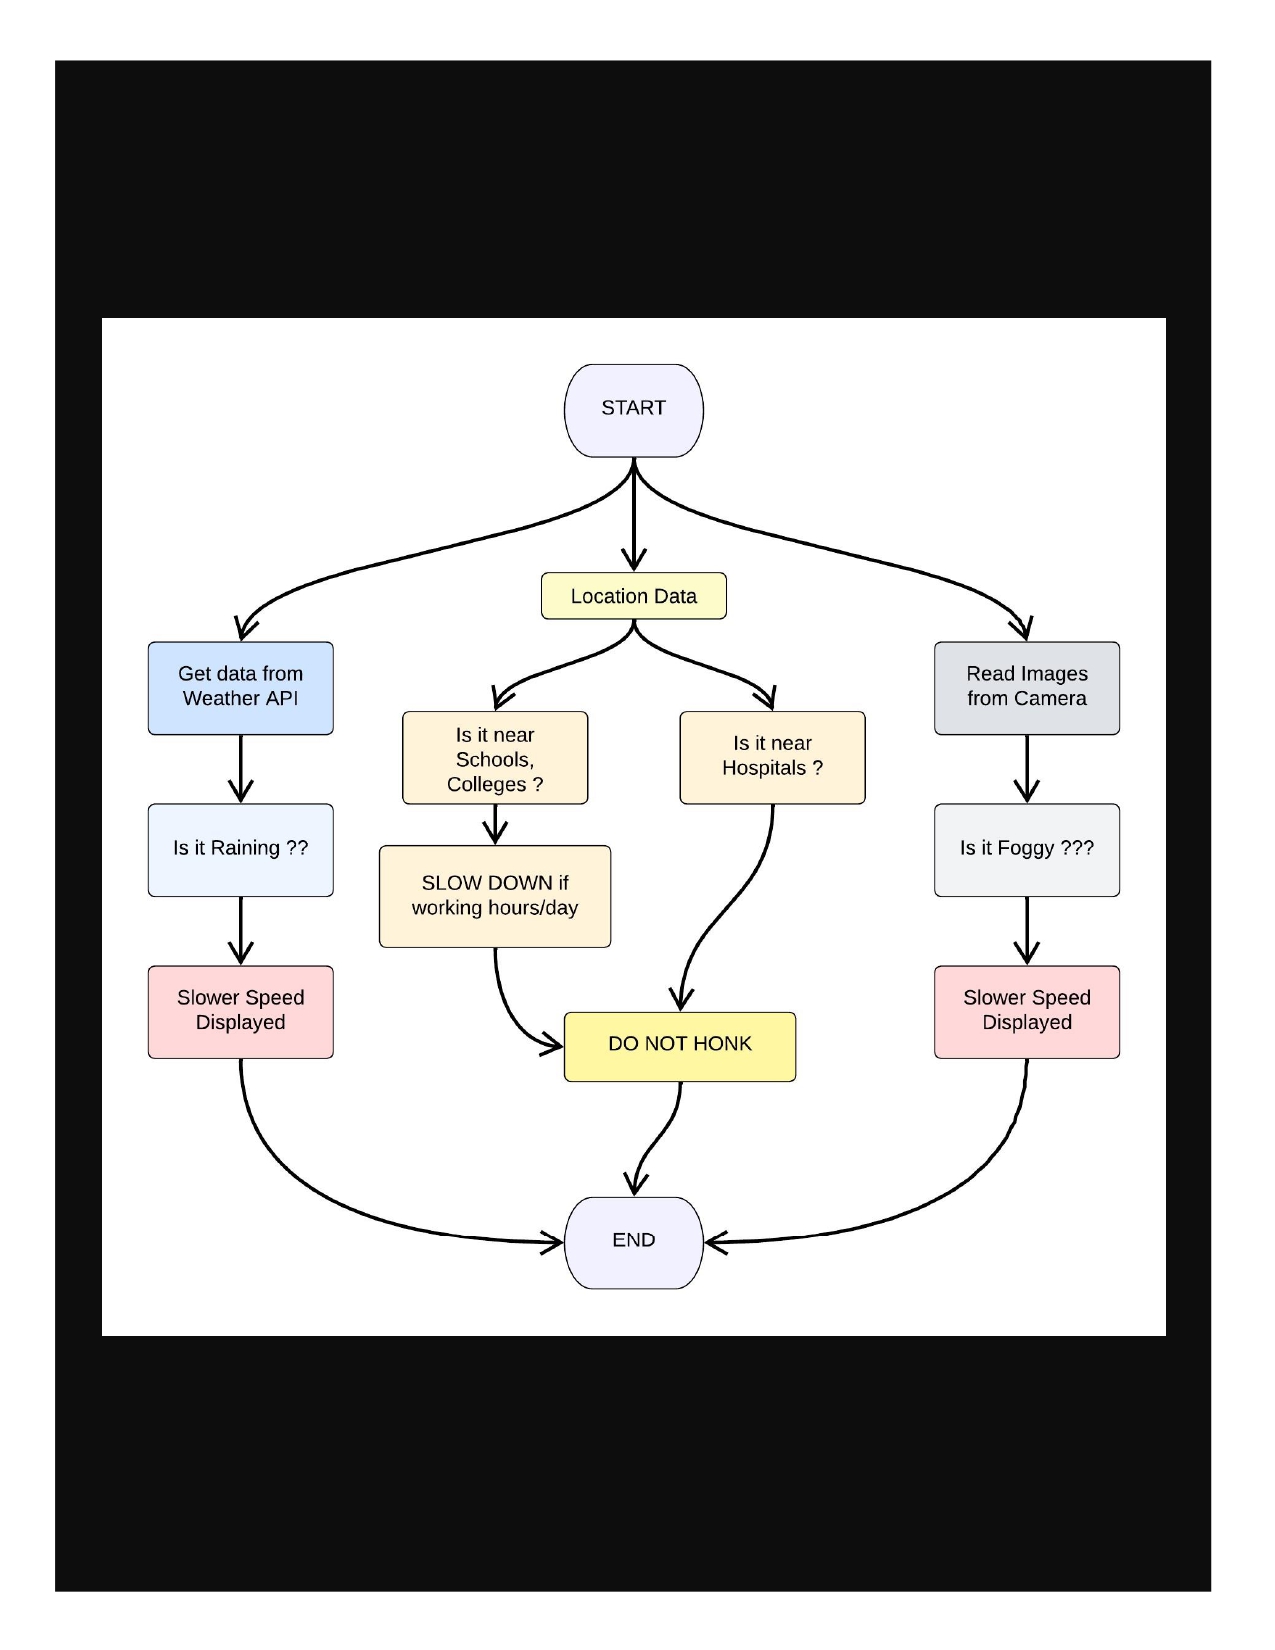 START
Location Data
Get data from
Weather API
Is it near
Schools,
Colleges ?
Is it near
Hospitals ?
Read Images
from Camera
Is it Raining ??
SLOW DOWN if
working hours/day
Is it Foggy ???
Slower Speed
Displayed
DO NOT HONK
Slower Speed
Displayed
END